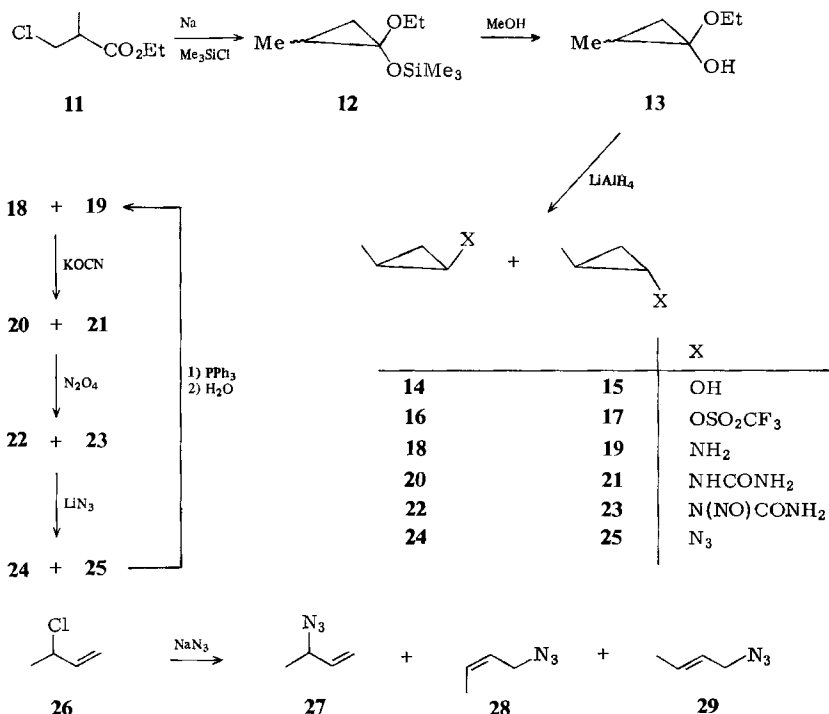 Cl
CO₂Et
11
Na
Me₃SiCl
Me
OEt
OSiMe₃
12
MeOH
Me
OEt
OH
13
LiAlH₄
18 + 19
KOCN
20 + 21
N₂O₄
22 + 23
LiN₃
24 + 25
1) PPh₃
2) H₂O
X
+
X
X
14 15 OH
16 17 OSO₂CF₃
18 19 NH₂
20 21 NHCONH₂
22 23 N(NO)CONH₂
24 25 N₃
Cl
26
NaN₃
N₃
27
+
N₃
28
+
N₃
29